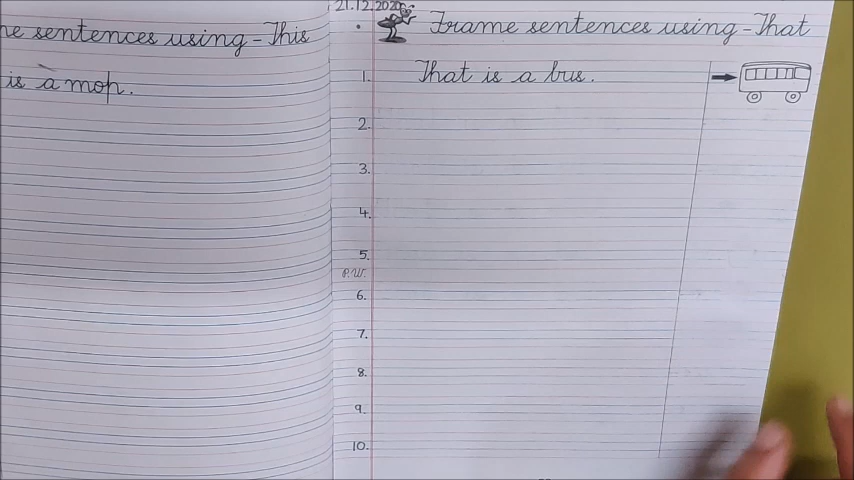 ne sentences using - This
is a mop.
21.12.2020
Frame sentences using - That
1. That is a bus.
2.
3.
4.
5.
P.W.
6.
7.
8.
9.
10.